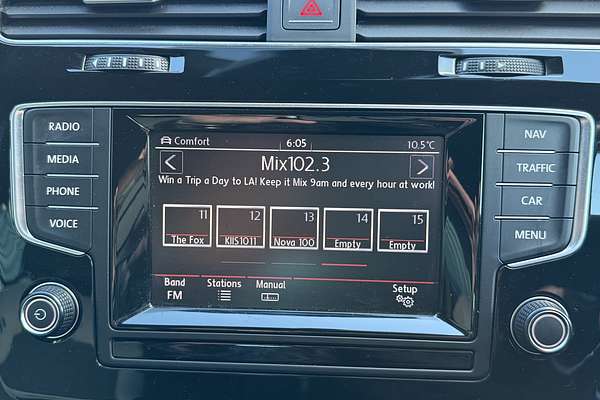 RADIO
MEDIA
PHONE
VOICE
Comfort 6:05 10.5°C
Mix102.3
Win a Trip a Day to LA! Keep it Mix 9am and every hour at work!
11 12 13 14 15
The Fox KIIS1011 Nova 100 Empty Empty
Band Stations Manual Setup
FM
NAV
TRAFFIC
CAR
MENU